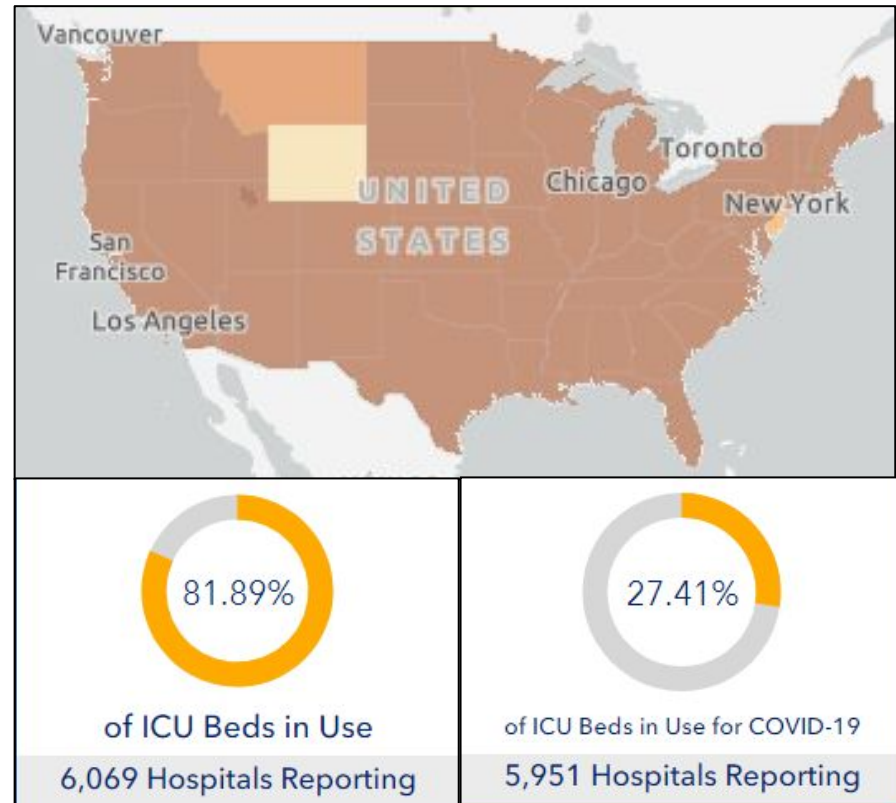 Vancouver
Toronto
Chicago
UNITED
STATES
New York
San
Francisco
Los Angeles
81.89%
of ICU Beds in Use
6,069 Hospitals Reporting
27.41%
of ICU Beds in Use for COVID-19
5,951 Hospitals Reporting